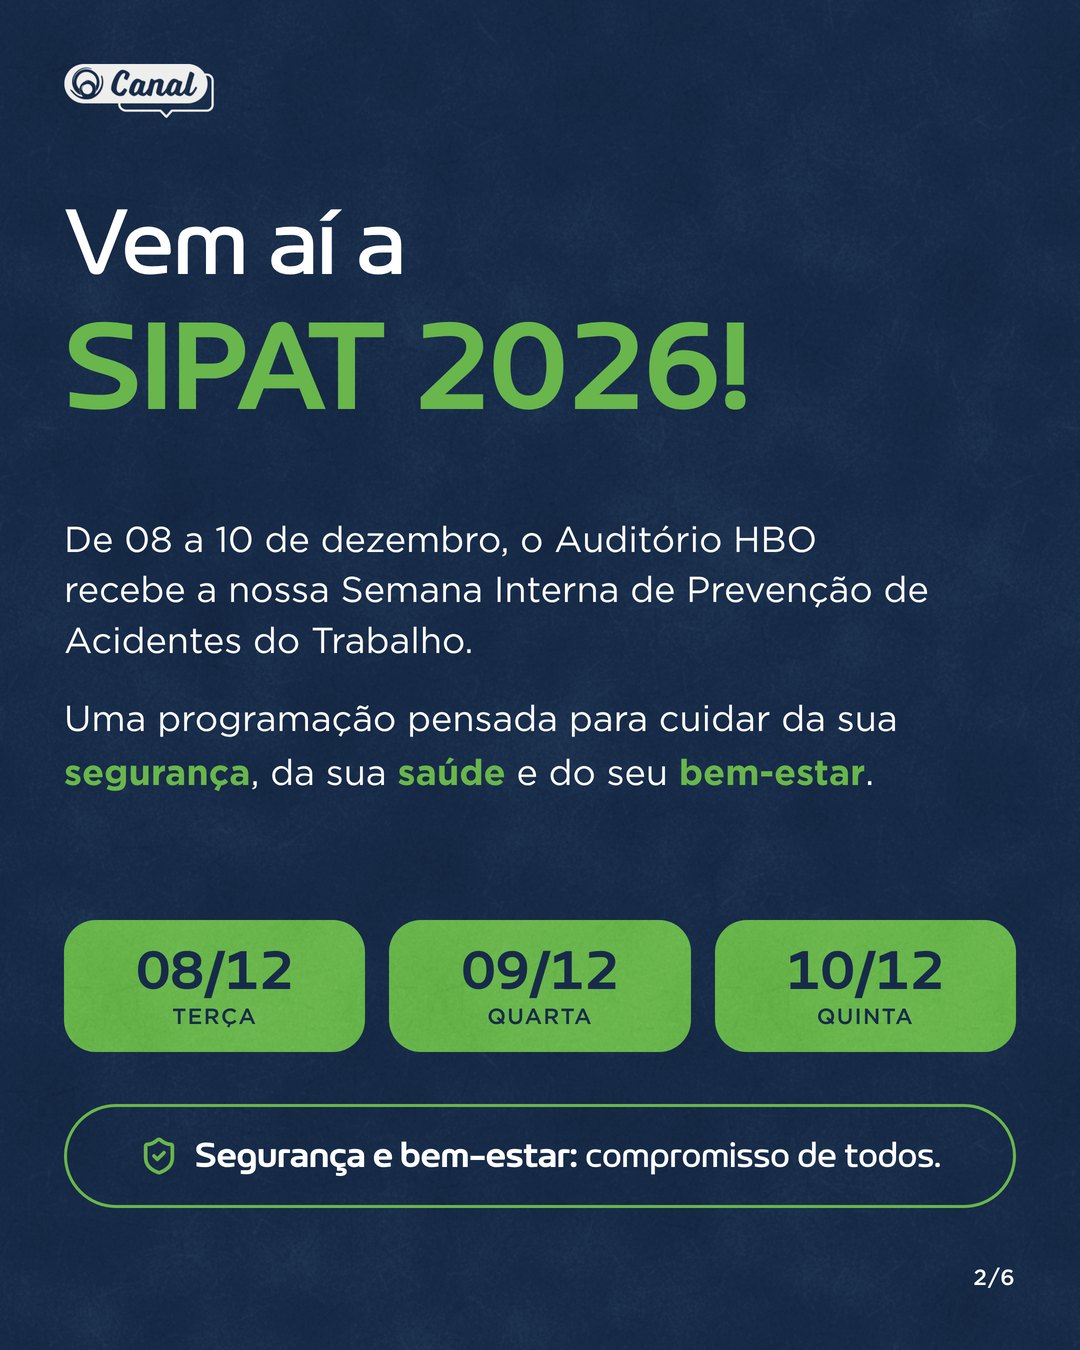 Canal
Vem aí a
SIPAT 2026!
De 08 a 10 de dezembro, o Auditório HBO
recebe a nossa Semana Interna de Prevenção de
Acidentes do Trabalho.
Uma programação pensada para cuidar da sua
segurança, da sua saúde e do seu bem-estar.
08/12
TERÇA
09/12
QUARTA
10/12
QUINTA
Segurança e bem-estar: compromisso de todos.
2/6